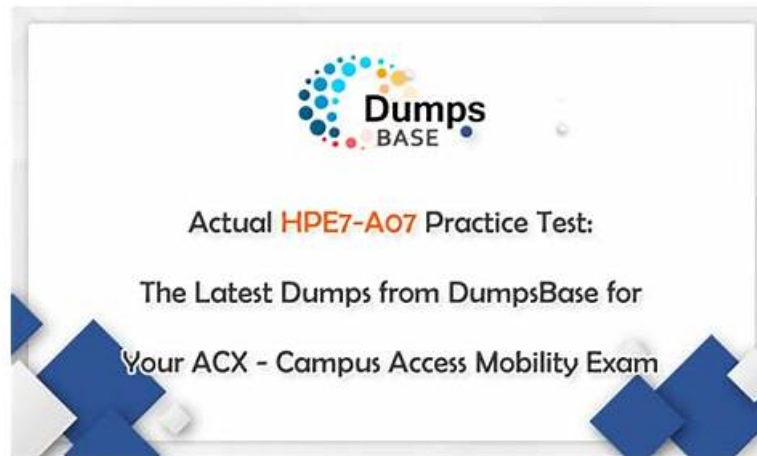 Dumps
BASE
Actual HPE7-A07 Practice Test:
The Latest Dumps from DumpsBase for
Your ACX - Campus Access Mobility Exam